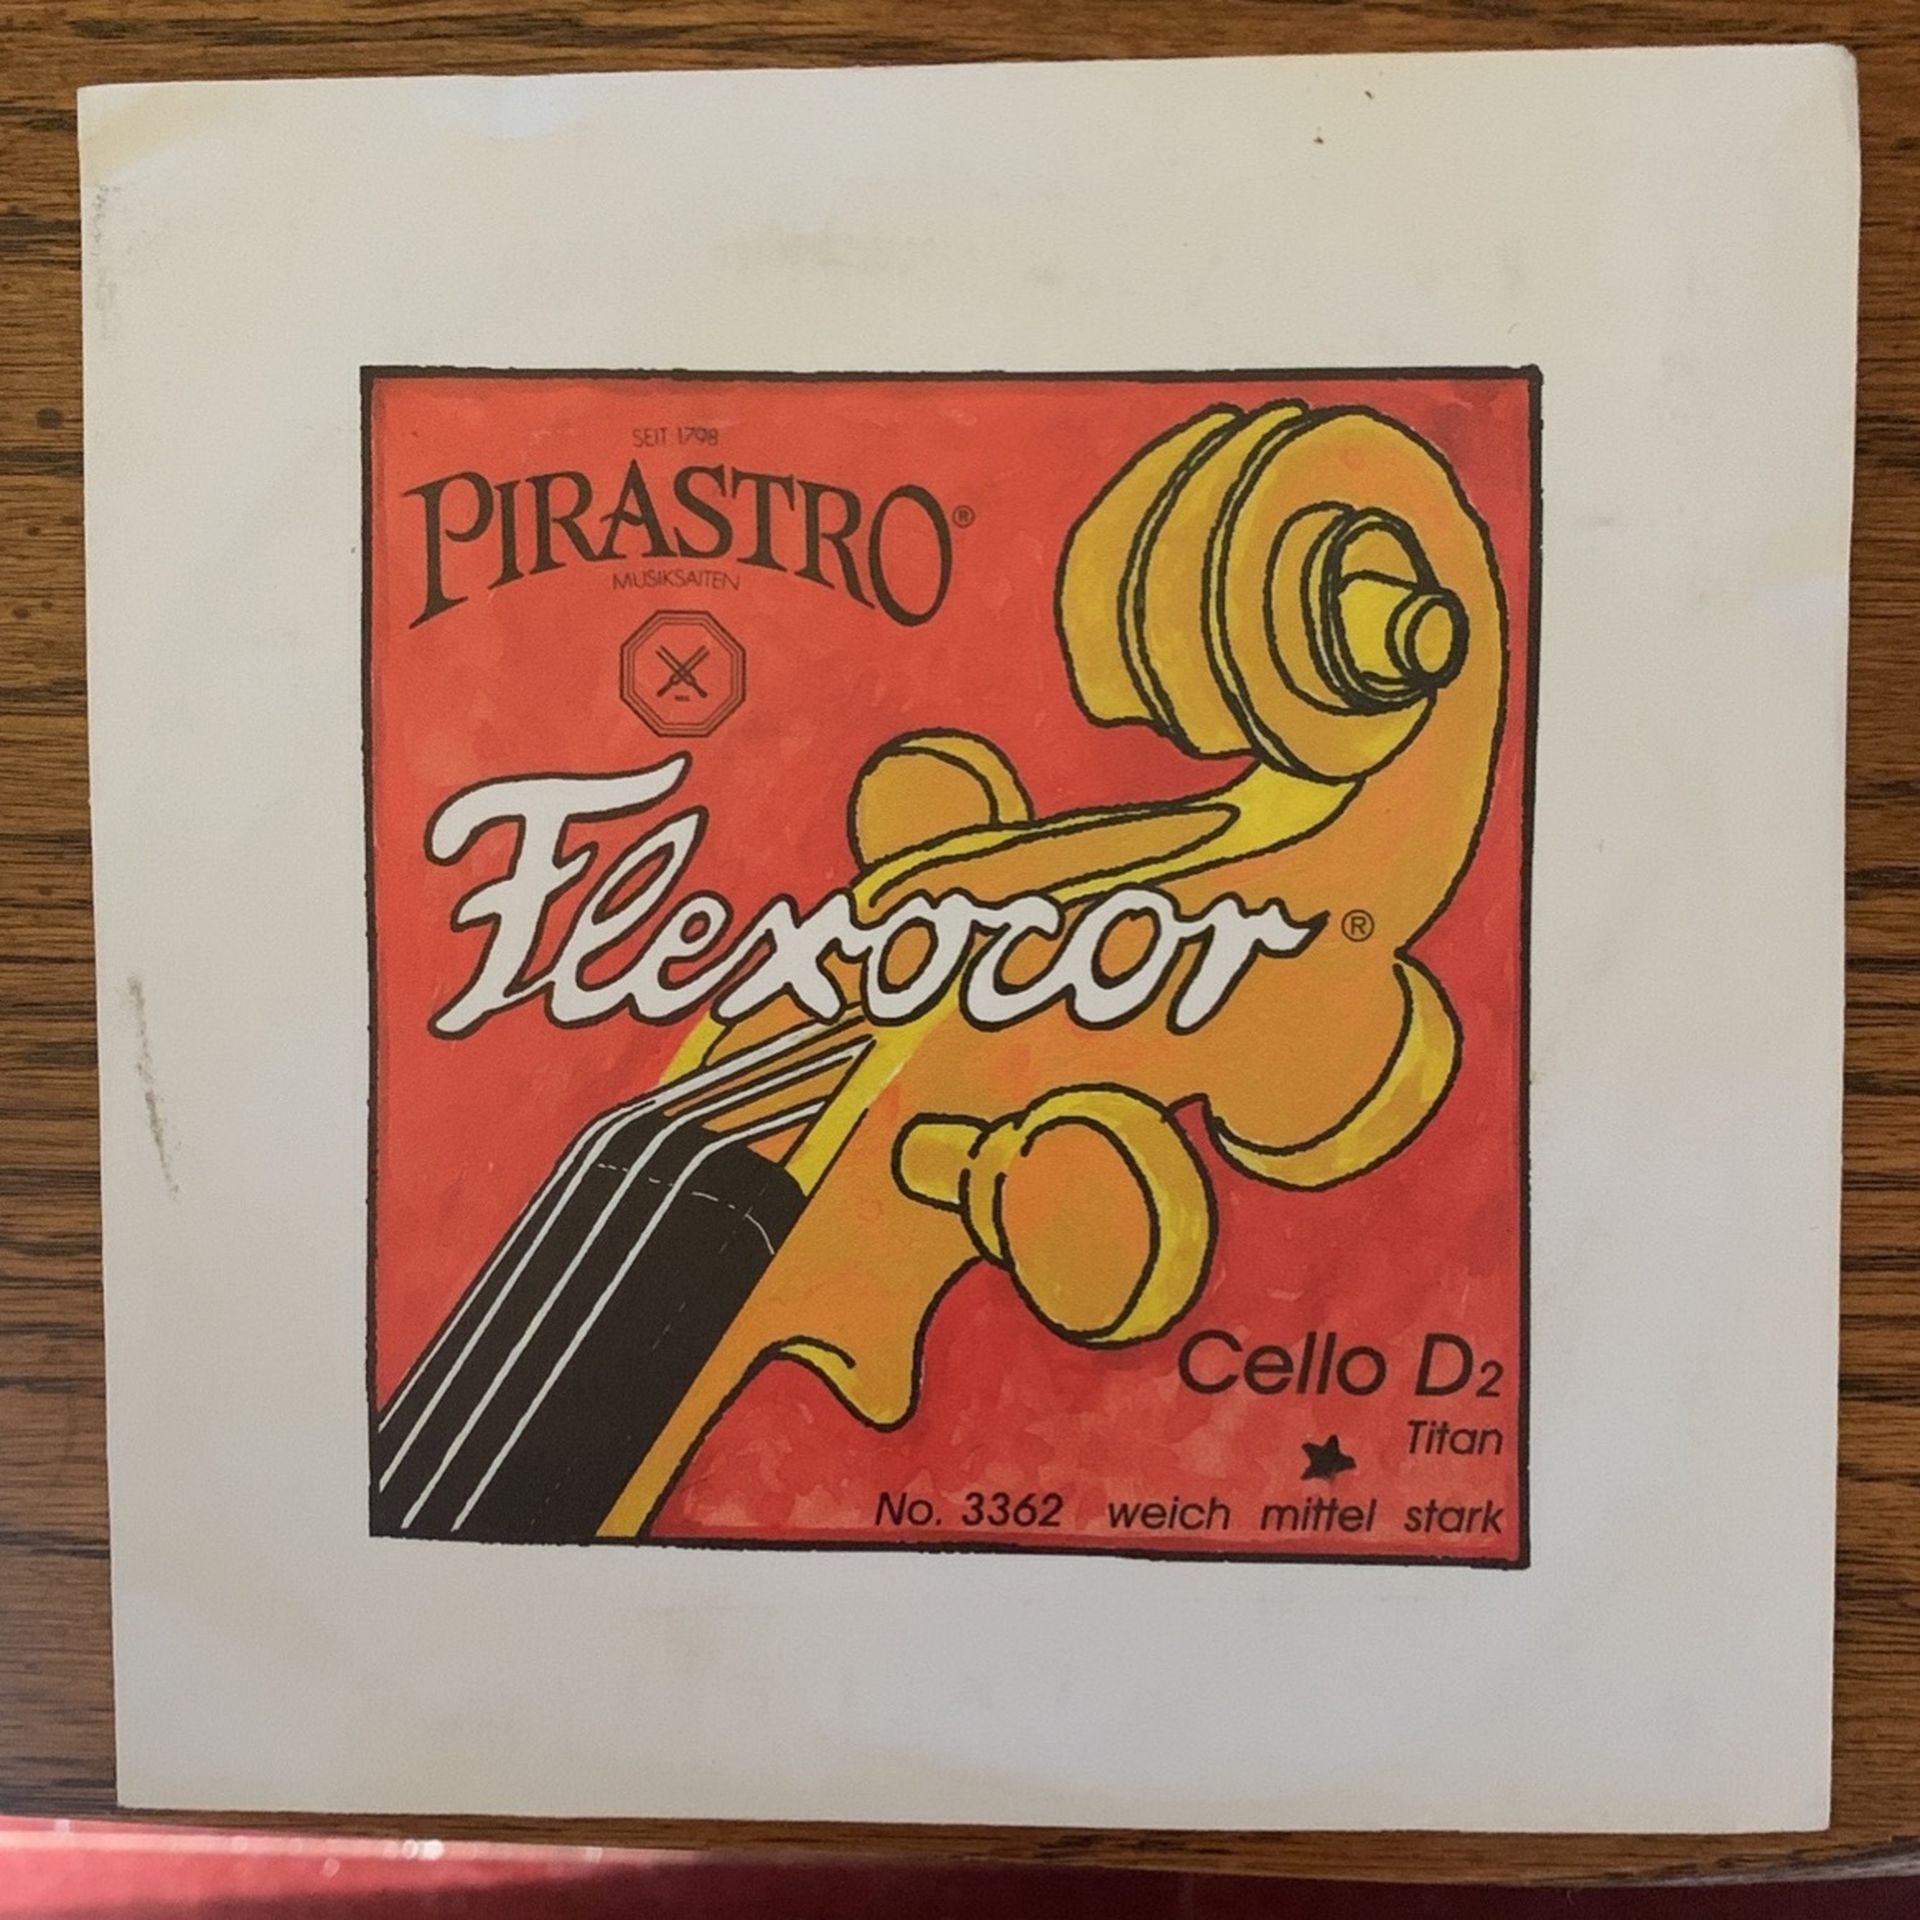 SEIT 1798
PIRASTRO®
MUSIKSAITEN
Flexocor®
Cello D2
Titan
No. 3362 weich mittel stark